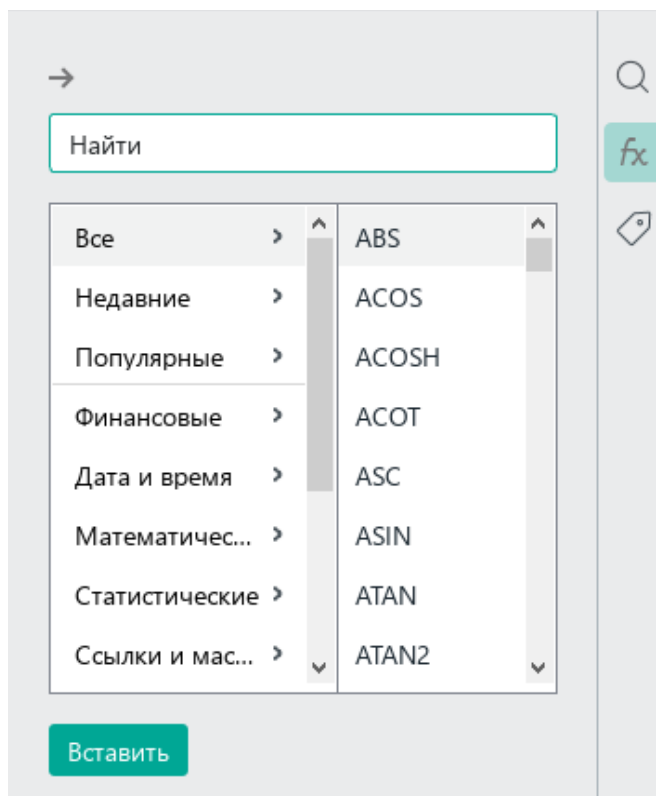 Найти
fx
Все ABS
Недавние ACOS
Популярные ACOSH
Финансовые ACOT
Дата и время ASC
Математичес... ASIN
Статистические ATAN
Ссылки и мас... ATAN2
Вставить